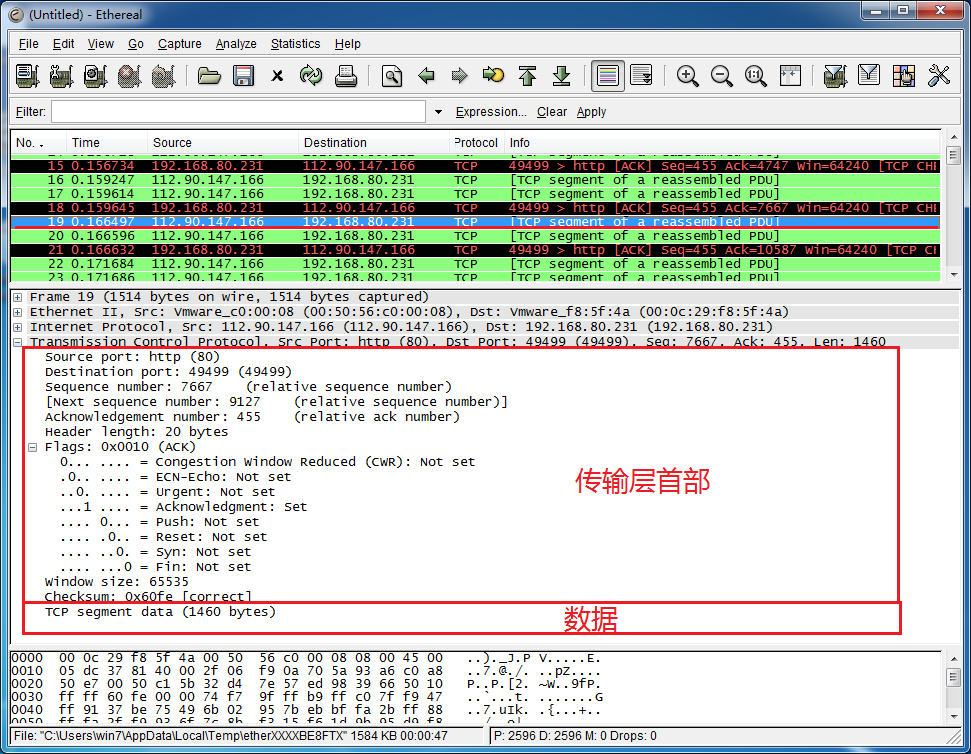 (Untitled) - Ethereal
File Edit View Go Capture Analyze Statistics Help
Filter: Expression... Clear Apply
No. . Time Source Destination Protocol Info
15 0.156734 192.168.80.231 112.90.147.166 TCP 49499 > http [ACK] Seq=455 Ack=4747 Win=64240 [TCP CHE
16 0.159247 112.90.147.166 192.168.80.231 TCP [TCP segment of a reassembled PDU]
17 0.159614 112.90.147.166 192.168.80.231 TCP [TCP segment of a reassembled PDU]
18 0.159645 192.168.80.231 112.90.147.166 TCP 49499 > http [ACK] Seq=455 Ack=7667 Win=64240 [TCP CHE
19 0.166497 112.90.147.166 192.168.80.231 TCP [TCP segment of a reassembled PDU]
20 0.166596 112.90.147.166 192.168.80.231 TCP [TCP segment of a reassembled PDU]
21 0.166632 192.168.80.231 112.90.147.166 TCP 49499 > http [ACK] Seq=455 Ack=10587 Win=64240 [TCP CH
22 0.171684 112.90.147.166 192.168.80.231 TCP [TCP segment of a reassembled PDU]
23 0.171686 112.90.147.166 192.168.80.231 TCP [TCP segment of a reassembled PDU]
Frame 19 (1514 bytes on wire, 1514 bytes captured)
Ethernet II, Src: Vmware_c0:00:08 (00:50:56:c0:00:08), Dst: Vmware_f8:5f:4a (00:0c:29:f8:5f:4a)
Internet Protocol, Src: 112.90.147.166 (112.90.147.166), Dst: 192.168.80.231 (192.168.80.231)
Transmission Control Protocol, Src Port: http (80), Dst Port: 49499 (49499), Seq: 7667, Ack: 455, Len: 1460
Source port: http (80)
Destination port: 49499 (49499)
Sequence number: 7667 (relative sequence number)
[Next sequence number: 9127 (relative sequence number)]
Acknowledgement number: 455 (relative ack number)
Header length: 20 bytes
Flags: 0x0010 (ACK)
0... .... = Congestion Window Reduced (CWR): Not set
.0.. .... = ECN-Echo: Not set
..0. .... = Urgent: Not set
...1 .... = Acknowledgment: Set
.... 0... = Push: Not set
.... .0.. = Reset: Not set
.... ..0. = Syn: Not set
.... ...0 = Fin: Not set
传输层首部
Window size: 65535
Checksum: 0x60fe [correct]
TCP segment data (1460 bytes)
数据
0000 00 0c 29 f8 5f 4a 00 50 56 c0 00 08 08 00 45 00 ..)._J.P V.....E.
0010 05 dc 37 81 40 00 2f 06 f9 0a 70 5a 93 a6 c0 a8 ..7.@./. ..pZ....
0020 50 e7 00 50 c1 5b 32 d4 7e 57 ed 98 39 66 50 10 P..P.[2. ~W..9fP.
0030 ff ff 60 fe 00 00 74 f7 9f ff b9 ff c0 7f f9 47 ..`...t. .......G
0040 ff 91 37 be 75 49 6b 02 95 7b eb bf fa 2b ff 88 ..7.uIk. .{...+..
File: "C:\Users\win7\AppData\Local\Temp\etherXXXXBE8FTX" 1584 KB 00:00:47
P: 2596 D: 2596 M: 0 Drops: 0